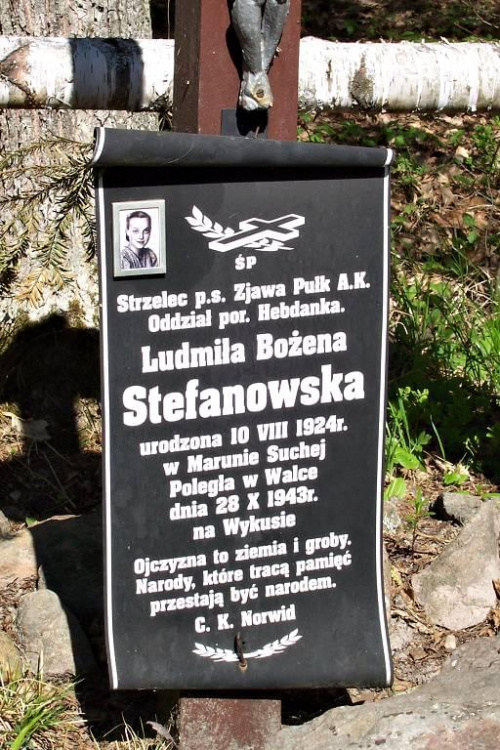 ŚP
Strzelec p.s. Zjawa Pułk A.K.
Oddział por. Hebdanka.
Ludmiła Bożena
Stefanowska
urodzona 10 VIII 1924r.
w Marunie Suchej
Poległa w Walce
dnia 28 X 1943r.
na Wykusie
Ojczyzna to ziemia i groby.
Narody, które tracą pamięć
przestają być narodem.
C. K. Norwid